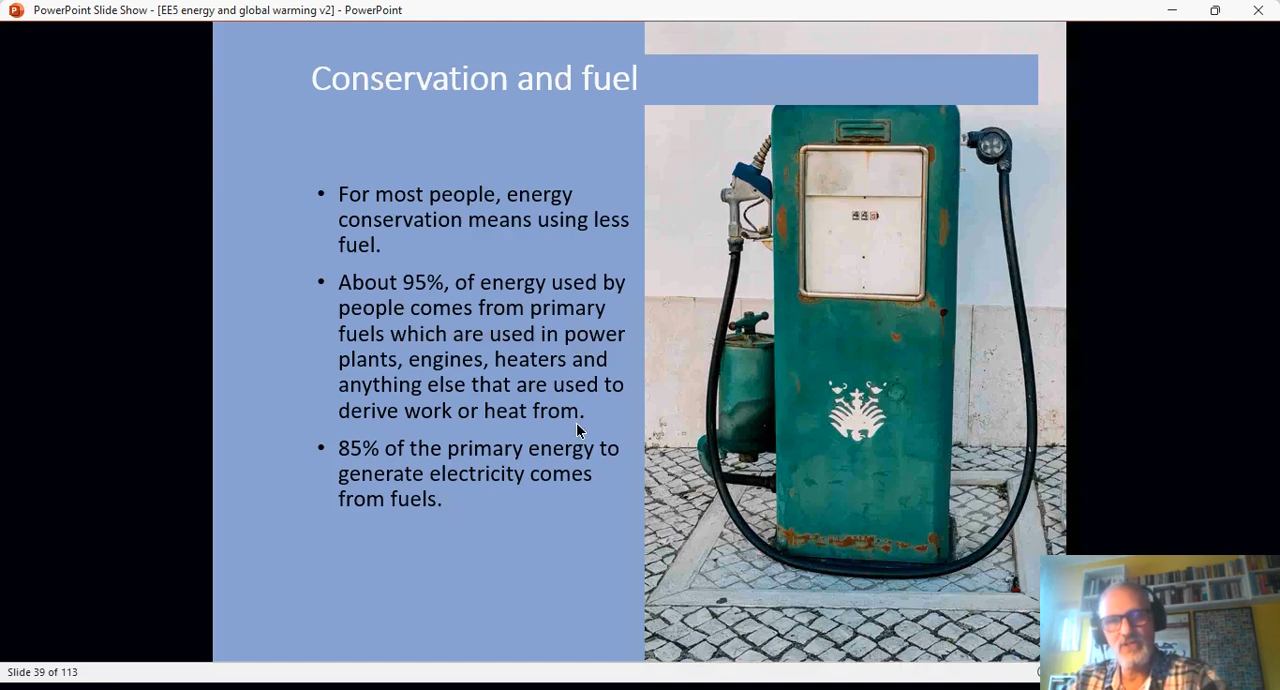 PowerPoint Slide Show - [EE5 energy and global warming v2] - PowerPoint
Conservation and fuel
• For most people, energy
conservation means using less
fuel.
• About 95%, of energy used by
people comes from primary
fuels which are used in power
plants, engines, heaters and
anything else that are used to
derive work or heat from.
• 85% of the primary energy to
generate electricity comes
from fuels.
Slide 39 of 113